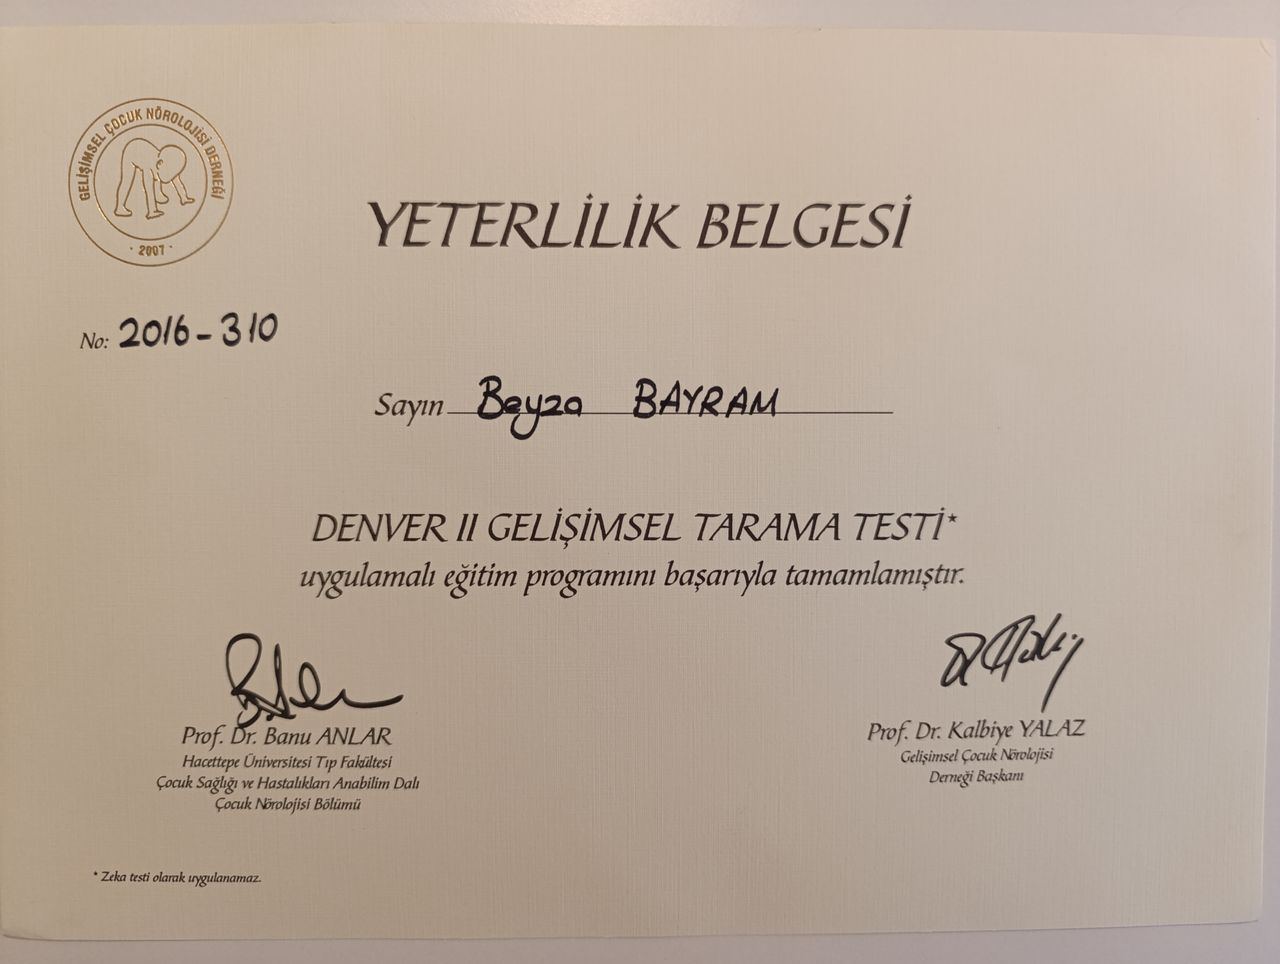 GELİŞİMSEL ÇOCUK NÖROLOJİSİ DERNEĞİ
· 2007 ·
YETERLİLİK BELGESİ
No: 2016-310
Sayın Beyza BAYRAM
DENVER II GELİŞİMSEL TARAMA TESTİ*
uygulamalı eğitim programını başarıyla tamamlamıştır.
Prof. Dr. Banu ANLAR
Hacettepe Üniversitesi Tıp Fakültesi
Çocuk Sağlığı ve Hastalıkları Anabilim Dalı
Çocuk Nörolojisi Bölümü
Prof. Dr. Kalbiye YALAZ
Gelişimsel Çocuk Nörolojisi
Derneği Başkanı
* Zeka testi olarak uygulanamaz.